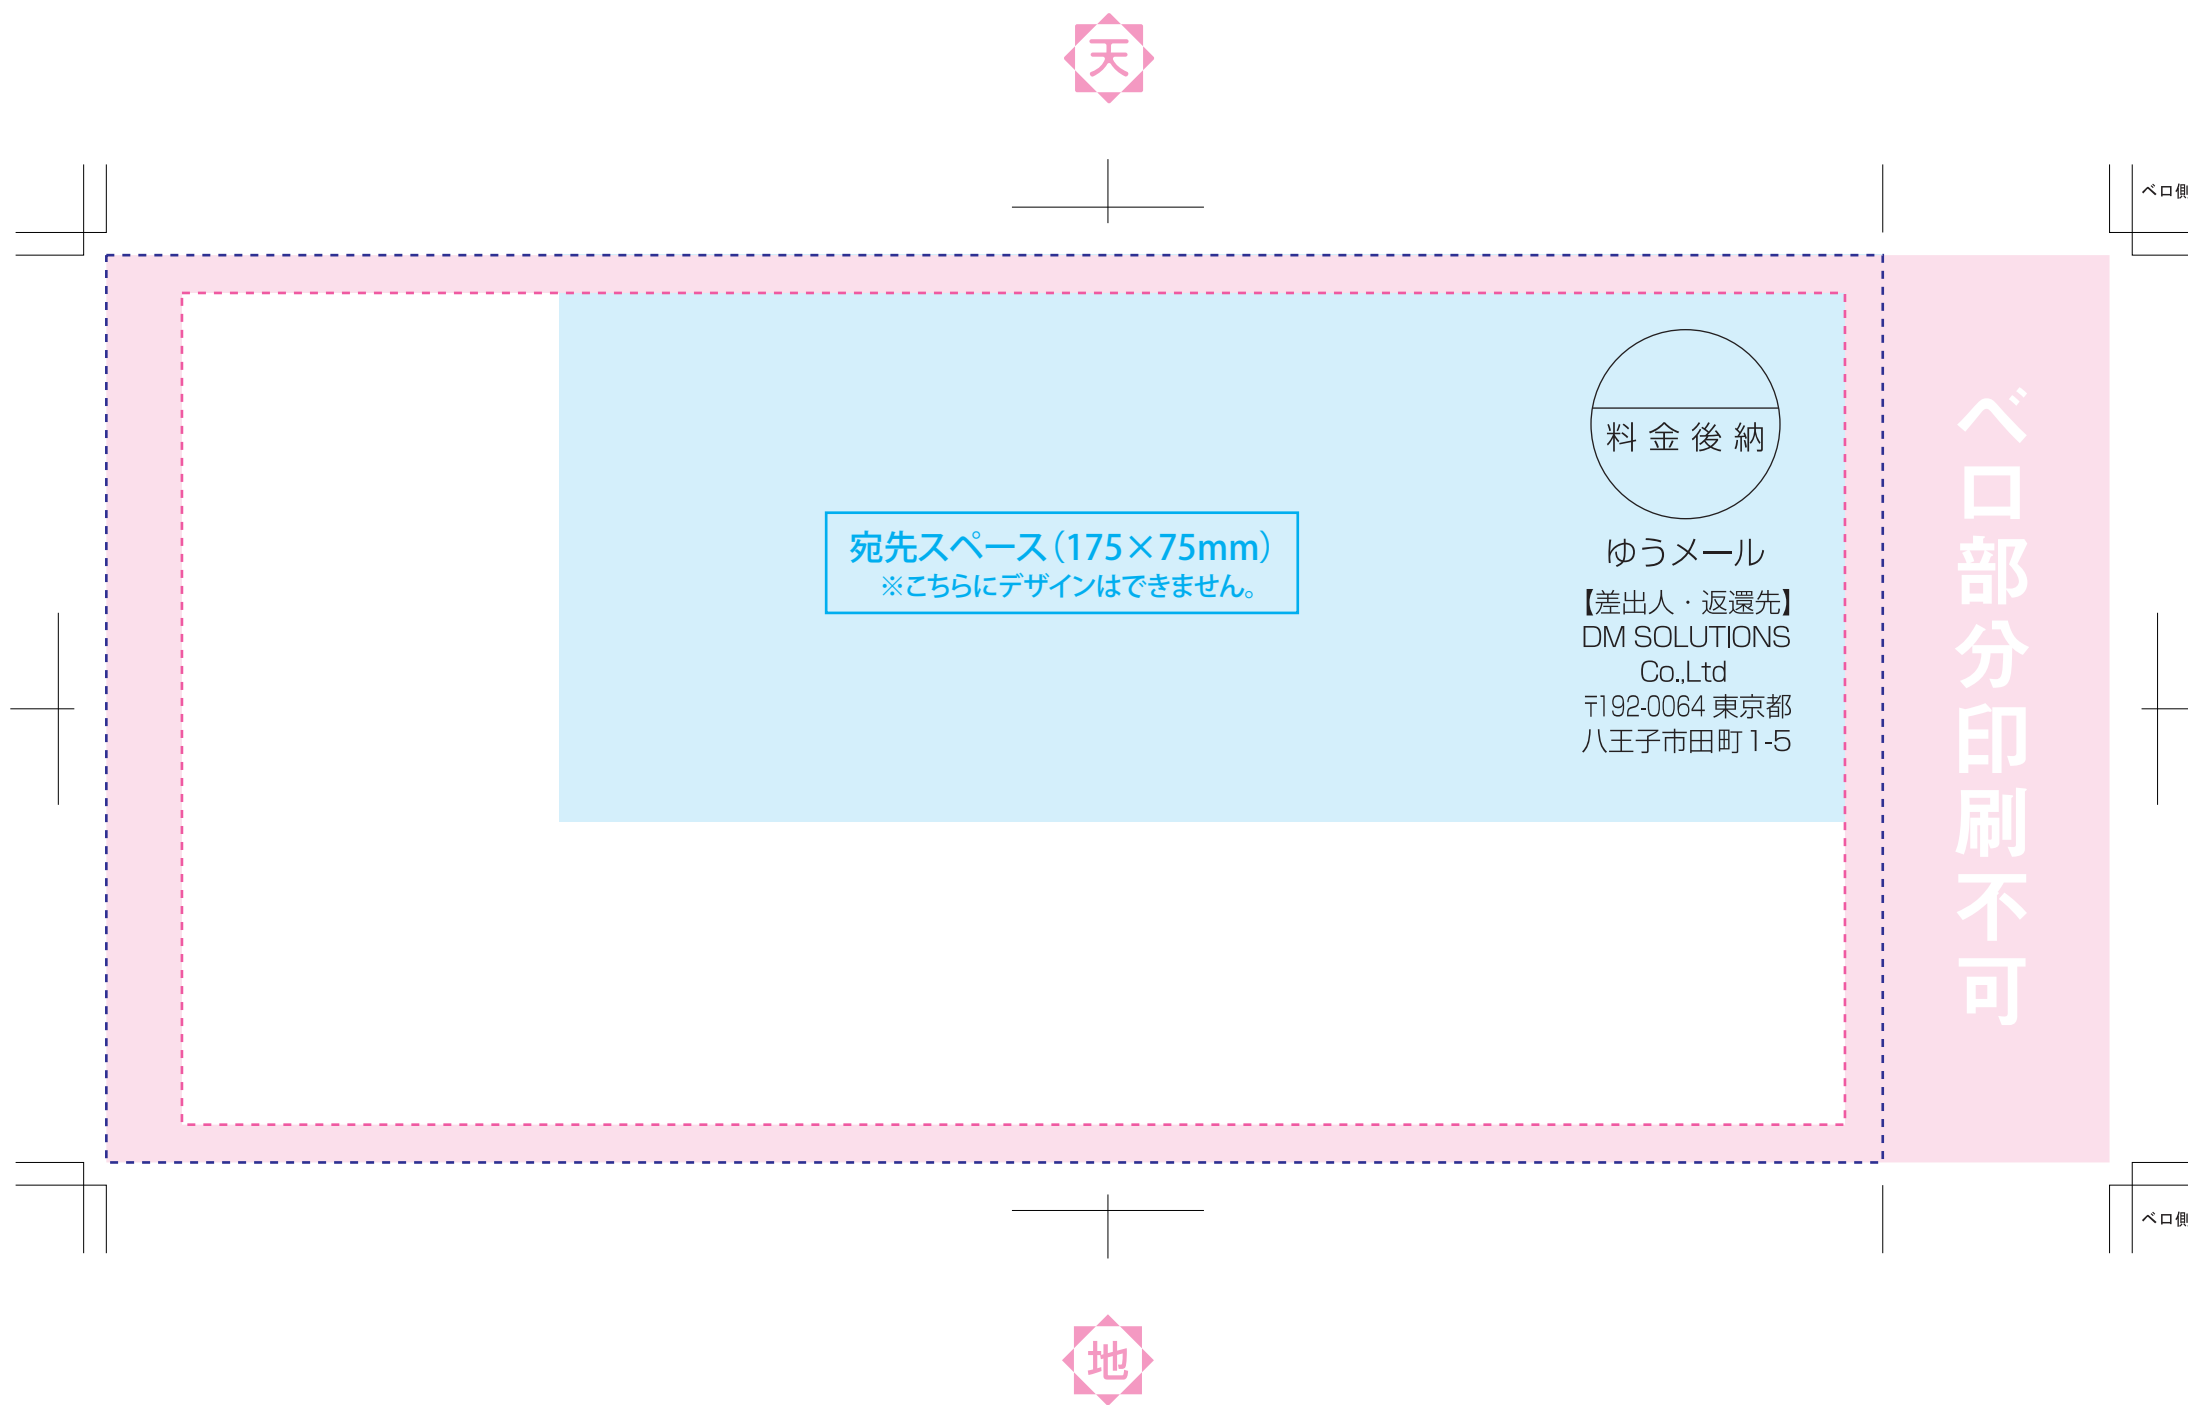 天
ベロ側
料金後納
宛先スペース（175×75mm）
※こちらにデザインはできません。
ゆうメール
【差出人・返還先】
DM SOLUTIONS
Co.,Ltd
〒192-0064 東京都
八王子市田町1-5
ベロ部分印刷不可
ベロ側
地